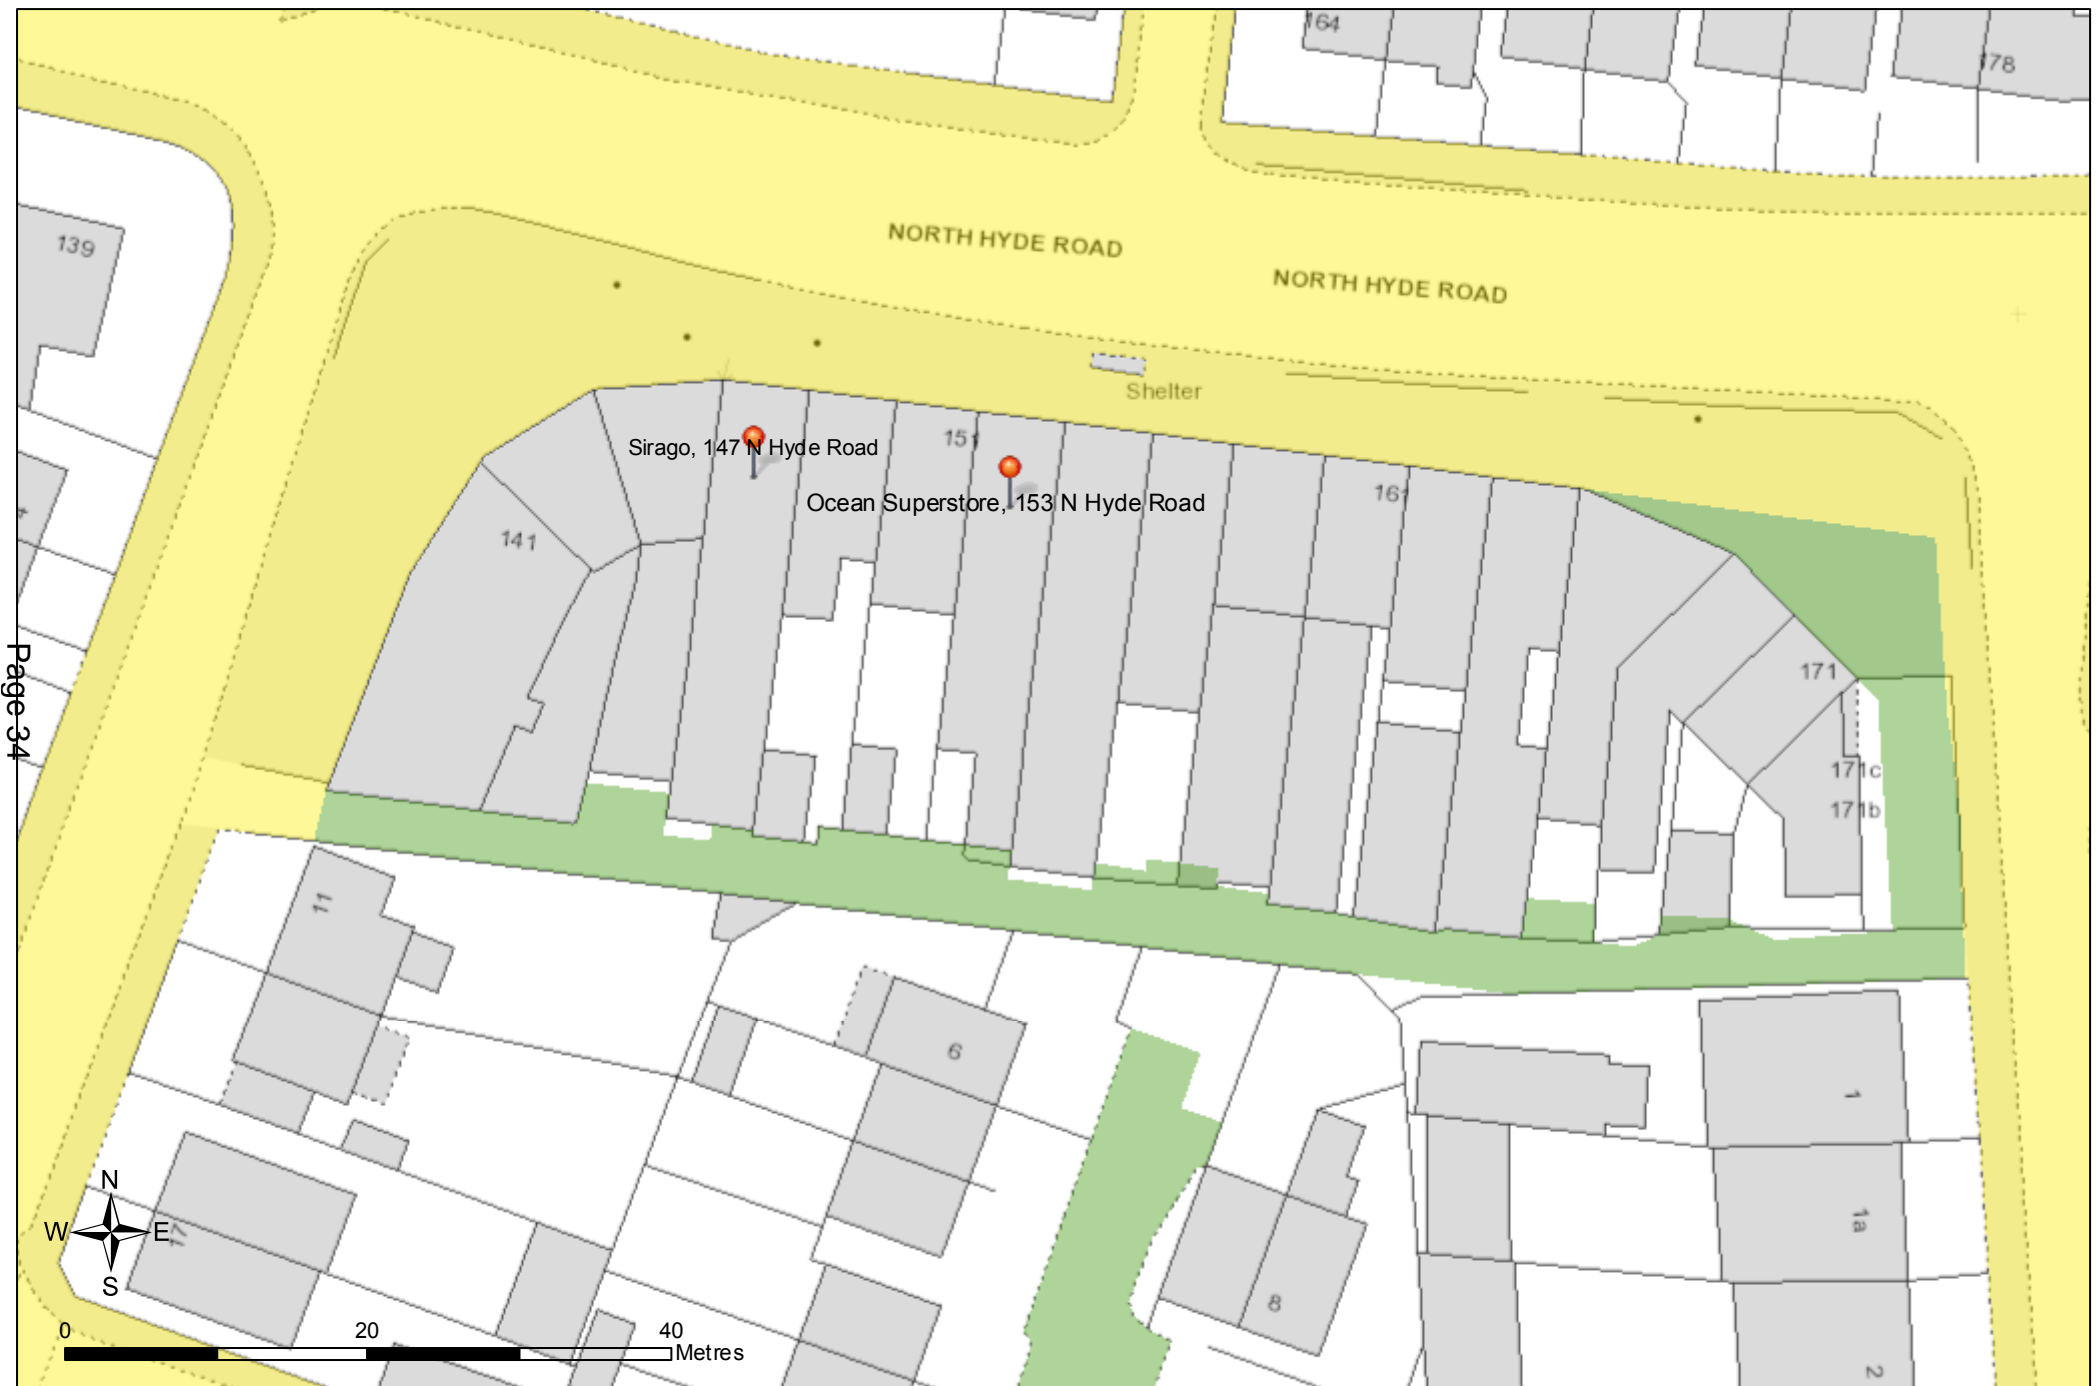 164
178
139
NORTH HYDE ROAD
NORTH HYDE ROAD
Shelter
151
Sirago, 147 N Hyde Road
161
Ocean Superstore, 153 N Hyde Road
141
171
Page 34
171c
171b
11
6
1
1a
N
W
E
S
17
8
2
0
20
40
Metres